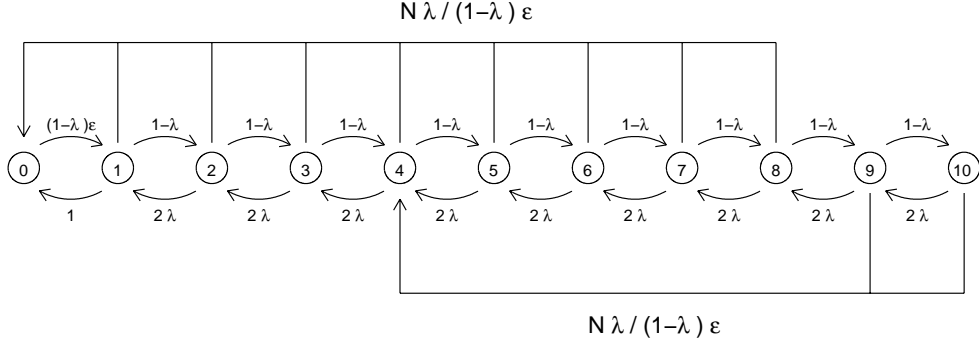 N λ / (1−λ) ε
(1−λ)ε 1−λ 1−λ 1−λ 1−λ 1−λ 1−λ 1−λ 1−λ 1−λ
0 1 2 3 4 5 6 7 8 9 10
1 2 λ 2 λ 2 λ 2 λ 2 λ 2 λ 2 λ 2 λ 2 λ
N λ / (1−λ) ε